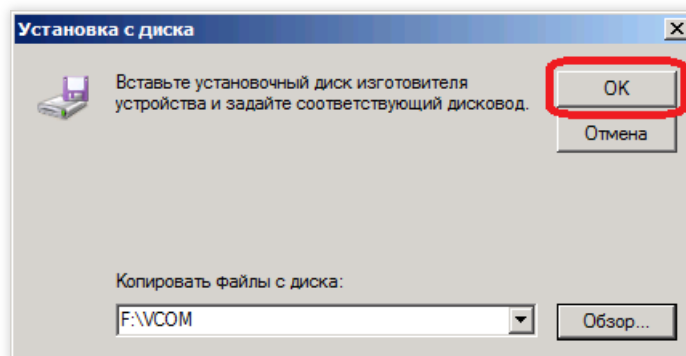 Установка с диска
Вставьте установочный диск изготовителя
устройства и задайте соответствующий дисковод.
OK
Отмена
Копировать файлы с диска:
F:\VCOM
Обзор...